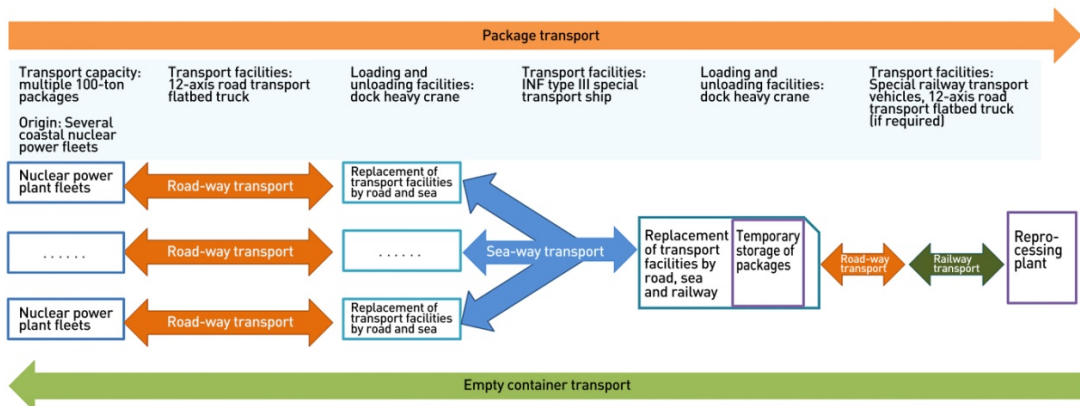 Package transport
Transport capacity:
multiple 100-ton
packages
Origin: Several
coastal nuclear
power fleets
Transport facilities:
12-axis road transport
flatbed truck
Loading and
unloading facilities:
dock heavy crane
Transport facilities:
INF type III special
transport ship
Loading and
unloading facilities:
dock heavy crane
Transport facilities:
Special railway transport
vehicles, 12-axis road
transport flatbed truck
(if required)
Nuclear power
plant fleets
Road-way transport
Replacement of
transport facilities
by road and sea
......
Road-way transport
......
Sea-way transport
Nuclear power
plant fleets
Road-way transport
Replacement of
transport facilities
by road and sea
Replacement
of transport
facilities by
road, sea
and railway
Temporary
storage of
packages
Road-way
transport
Railway
transport
Repro-
cessing
plant
Empty container transport